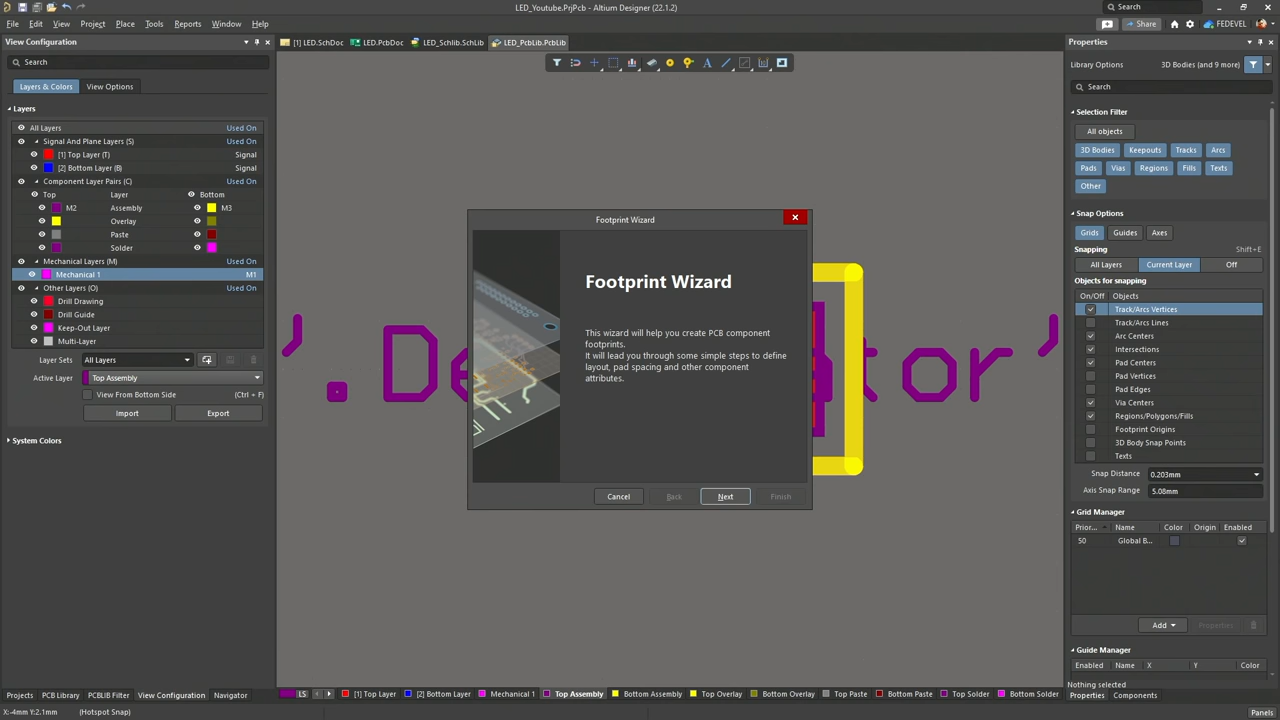 LED_Youtube.PrjPcb - Altium Designer (22.1.2)
Search
File Edit View Project Place Tools Reports Window Help
Share
FEDEVEL
View Configuration
[1] LED.SchDoc
LED.PcbDoc
LED_Schlib.SchLib
LED_PcbLib.PcbLib
Properties
Search
Layers & Colors
View Options
Layers
All Layers Used On
Signal And Plane Layers (S) Used On
[1] Top Layer (T) Signal
[2] Bottom Layer (B) Signal
Component Layer Pairs (C) Used On
Top Layer Bottom
M2 Assembly M3
Overlay
Paste
Solder
Mechanical Layers (M) Used On
Mechanical 1 M1
Other Layers (O) Used On
Drill Drawing
Drill Guide
Keep-Out Layer
Multi-Layer
Layer Sets All Layers
Active Layer Top Assembly
View From Bottom Side (Ctrl + F)
Import Export
System Colors
'.De
tor'
Footprint Wizard
Footprint Wizard
This wizard will help you create PCB component
footprints.
It will lead you through some simple steps to define
layout, pad spacing and other component
attributes.
Cancel Back Next Finish
Library Options 3D Bodies (and 9 more)
Search
Selection Filter
All objects
3D Bodies Keepouts Tracks Arcs
Pads Vias Regions Fills Texts
Other
Snap Options
Grids Guides Axes
Snapping Shift+E
All Layers Current Layer Off
Objects for snapping
On/Off Objects
Track/Arcs Vertices
Track/Arcs Lines
Arc Centers
Intersections
Pad Centers
Pad Vertices
Pad Edges
Via Centers
Regions/Polygons/Fills
Footprint Origins
3D Body Snap Points
Texts
Snap Distance 0.203mm
Axis Snap Range 5.08mm
Grid Manager
Prior... Name Color Origin Enabled
50 Global B...
Add Properties
Guide Manager
Enabled Name X Y Color
Nothing selected
Projects PCB Library PCBLIB Filter View Configuration Navigator
LS [1] Top Layer [2] Bottom Layer Mechanical 1 Top Assembly Bottom Assembly Top Overlay Bottom Overlay Top Paste Bottom Paste Top Solder Bottom Solder
Properties Components
X:-4mm Y:2.1mm (Hotspot Snap)
Panels